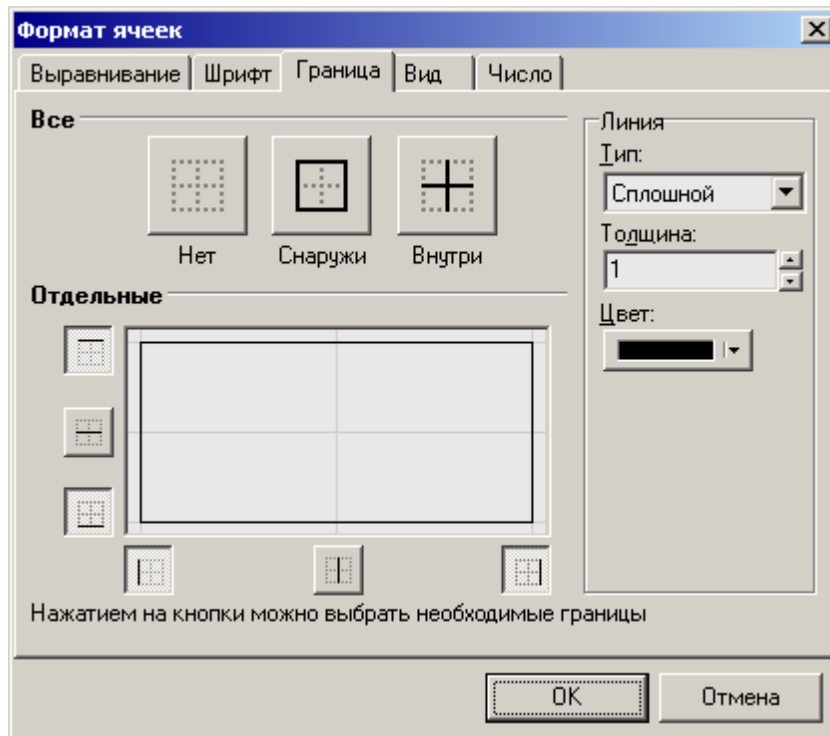 Формат ячеек
Выравнивание Шрифт Граница Вид Число
Все
Нет Снаружи Внутри
Отдельные
Линия
Тип:
Сплошной
Толщина:
1
Цвет:
Нажатием на кнопки можно выбрать необходимые границы
OK Отмена